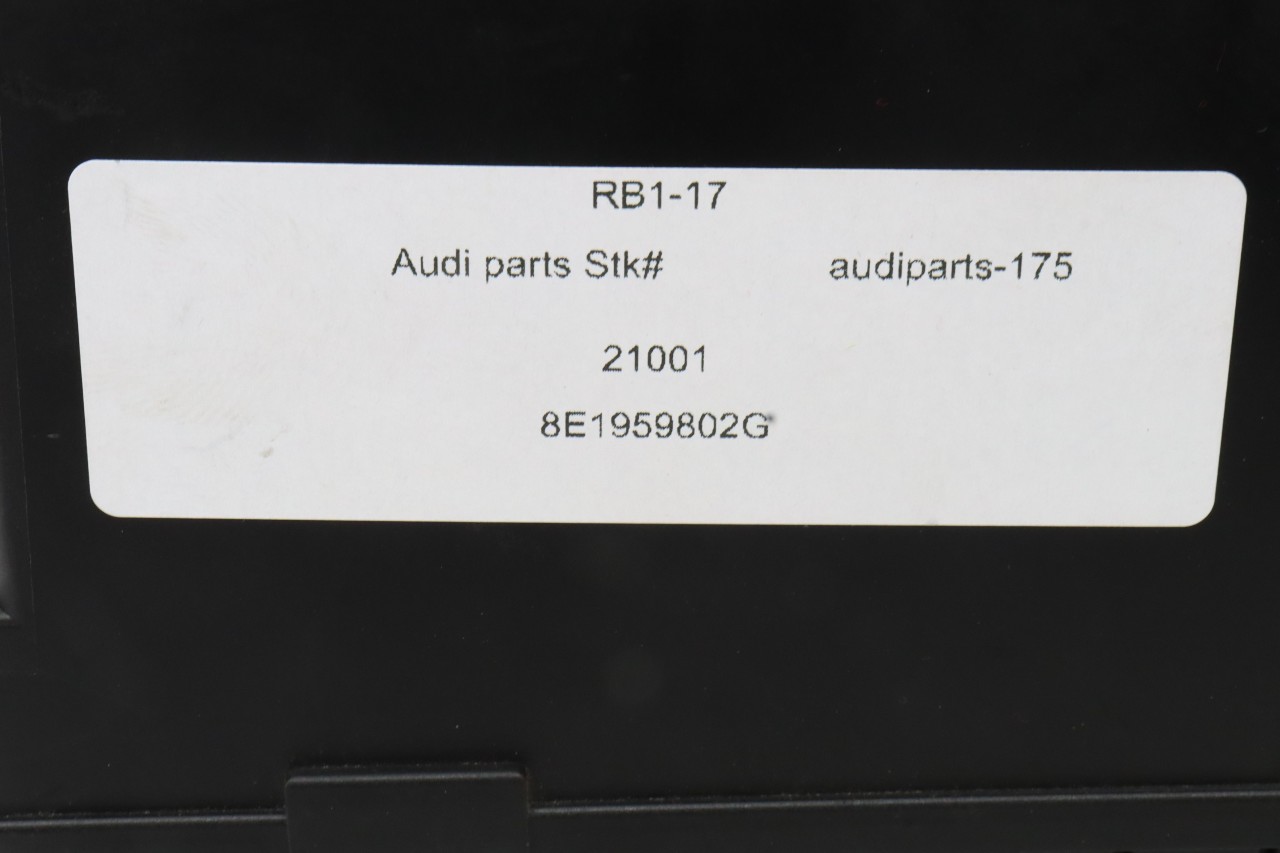 RB1-17
Audi parts Stk# audiparts-175
21001
8E1959802G